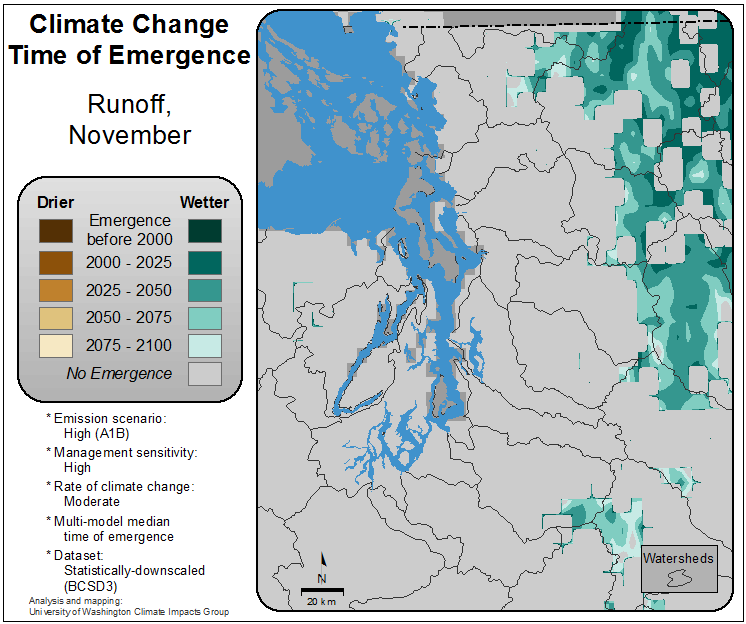 Climate Change
Time of Emergence
Runoff,
November
Drier
Wetter
Emergence
before 2000
2000 - 2025
2025 - 2050
2050 - 2075
2075 - 2100
No Emergence
* Emission scenario:
High (A1B)
* Management sensitivity:
High
* Rate of climate change:
Moderate
* Multi-model median
time of emergence
* Dataset:
Statistically-downscaled
(BCSD3)
Analysis and mapping:
University of Washington Climate Impacts Group
N
20 km
Watersheds